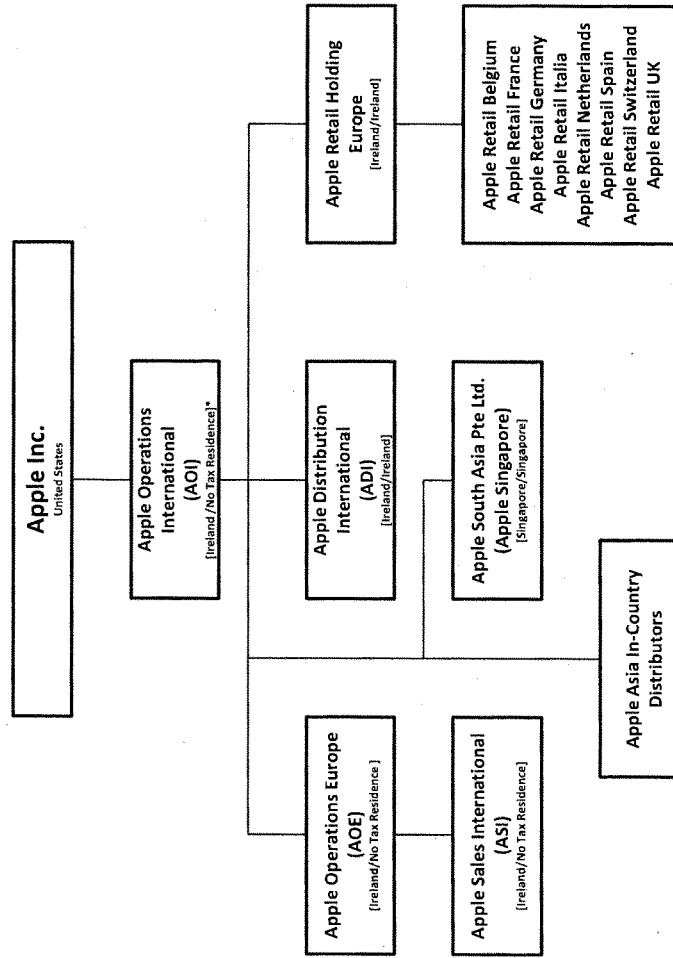 Apple Inc.
United States
Apple Operations
International
(AOI)
[Ireland/No Tax Residence]*
Apple Operations Europe
(AOE)
[Ireland/No Tax Residence]
Apple Distribution
International
(ADI)
[Ireland/Ireland]
Apple Retail Holding
Europe
[Ireland/Ireland]
Apple Sales International
(ASI)
[Ireland/No Tax Residence]
Apple South Asia Pte Ltd.
(Apple Singapore)
[Singapore/Singapore]
Apple Retail Belgium
Apple Retail France
Apple Retail Germany
Apple Retail Italia
Apple Retail Netherlands
Apple Retail Spain
Apple Retail Switzerland
Apple Retail UK
Apple Asia In-Country
Distributors